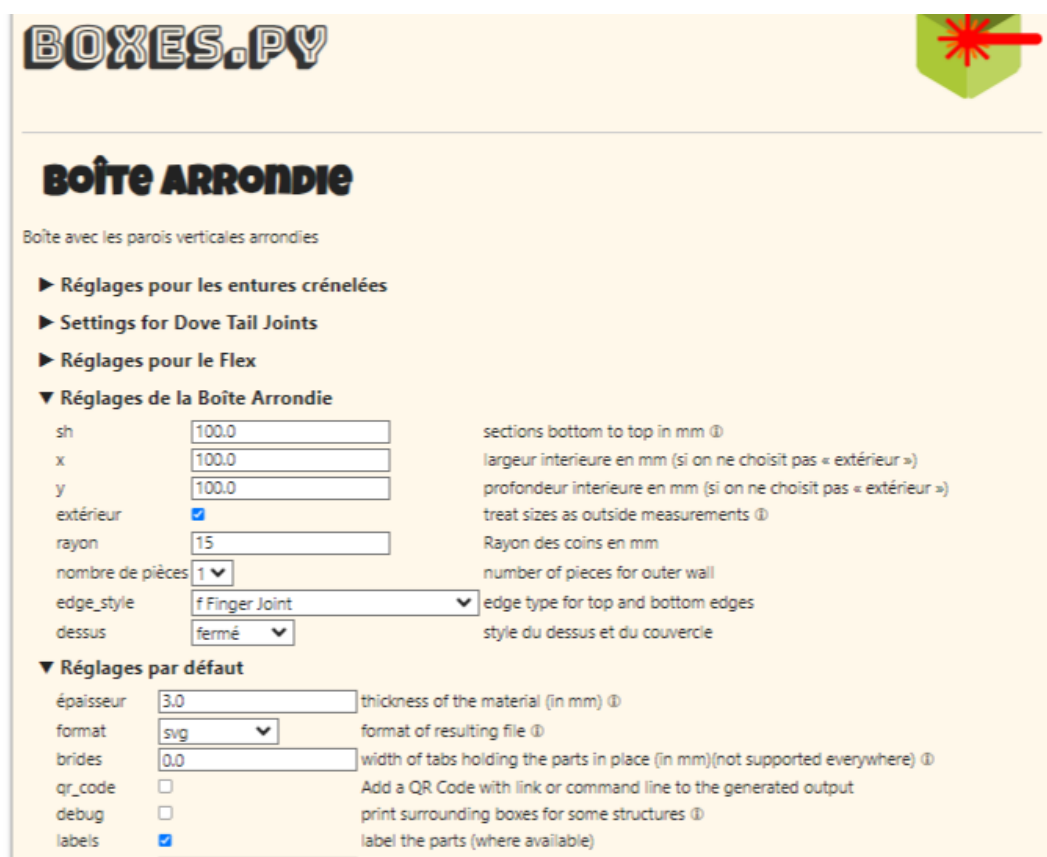 BOXES.PY
BOÎTE ARRONDIE
Boîte avec les parois verticales arrondies
▶ Réglages pour les entures crénelées
▶ Settings for Dove Tail Joints
▶ Réglages pour le Flex
▼ Réglages de la Boîte Arrondie
sh 100.0 sections bottom to top in mm 🛈
x 100.0 largeur interieure en mm (si on ne choisit pas « extérieur »)
y 100.0 profondeur interieure en mm (si on ne choisit pas « extérieur »)
extérieur treat sizes as outside measurements 🛈
rayon 15 Rayon des coins en mm
nombre de pièces 1 number of pieces for outer wall
edge_style f Finger Joint edge type for top and bottom edges
dessus fermé style du dessus et du couvercle
▼ Réglages par défaut
épaisseur 3.0 thickness of the material (in mm) 🛈
format svg format of resulting file 🛈
brides 0.0 width of tabs holding the parts in place (in mm)(not supported everywhere) 🛈
qr_code Add a QR Code with link or command line to the generated output
debug print surrounding boxes for some structures 🛈
labels label the parts (where available)